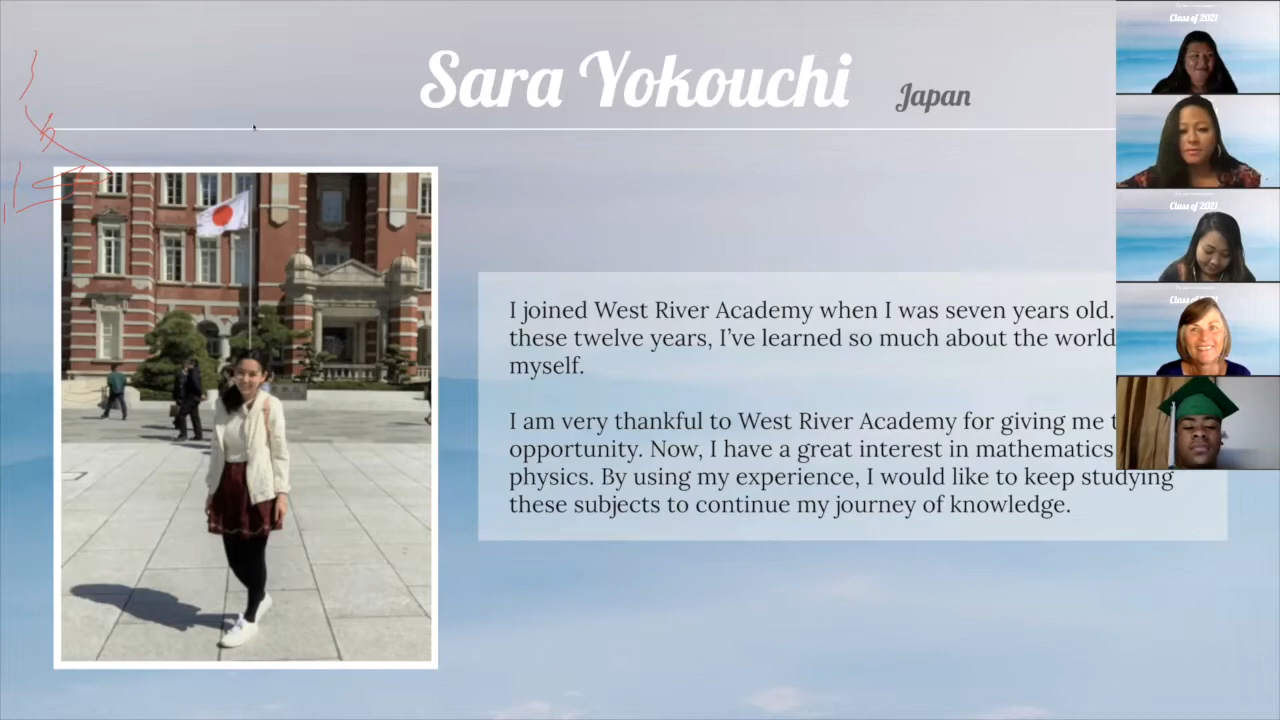 Sara Yokouchi Japan
I joined West River Academy when I was seven years old.
these twelve years, I've learned so much about the world
myself.
I am very thankful to West River Academy for giving me t
opportunity. Now, I have a great interest in mathematics
physics. By using my experience, I would like to keep studying
these subjects to continue my journey of knowledge.
Class of 2021
Class of 2021